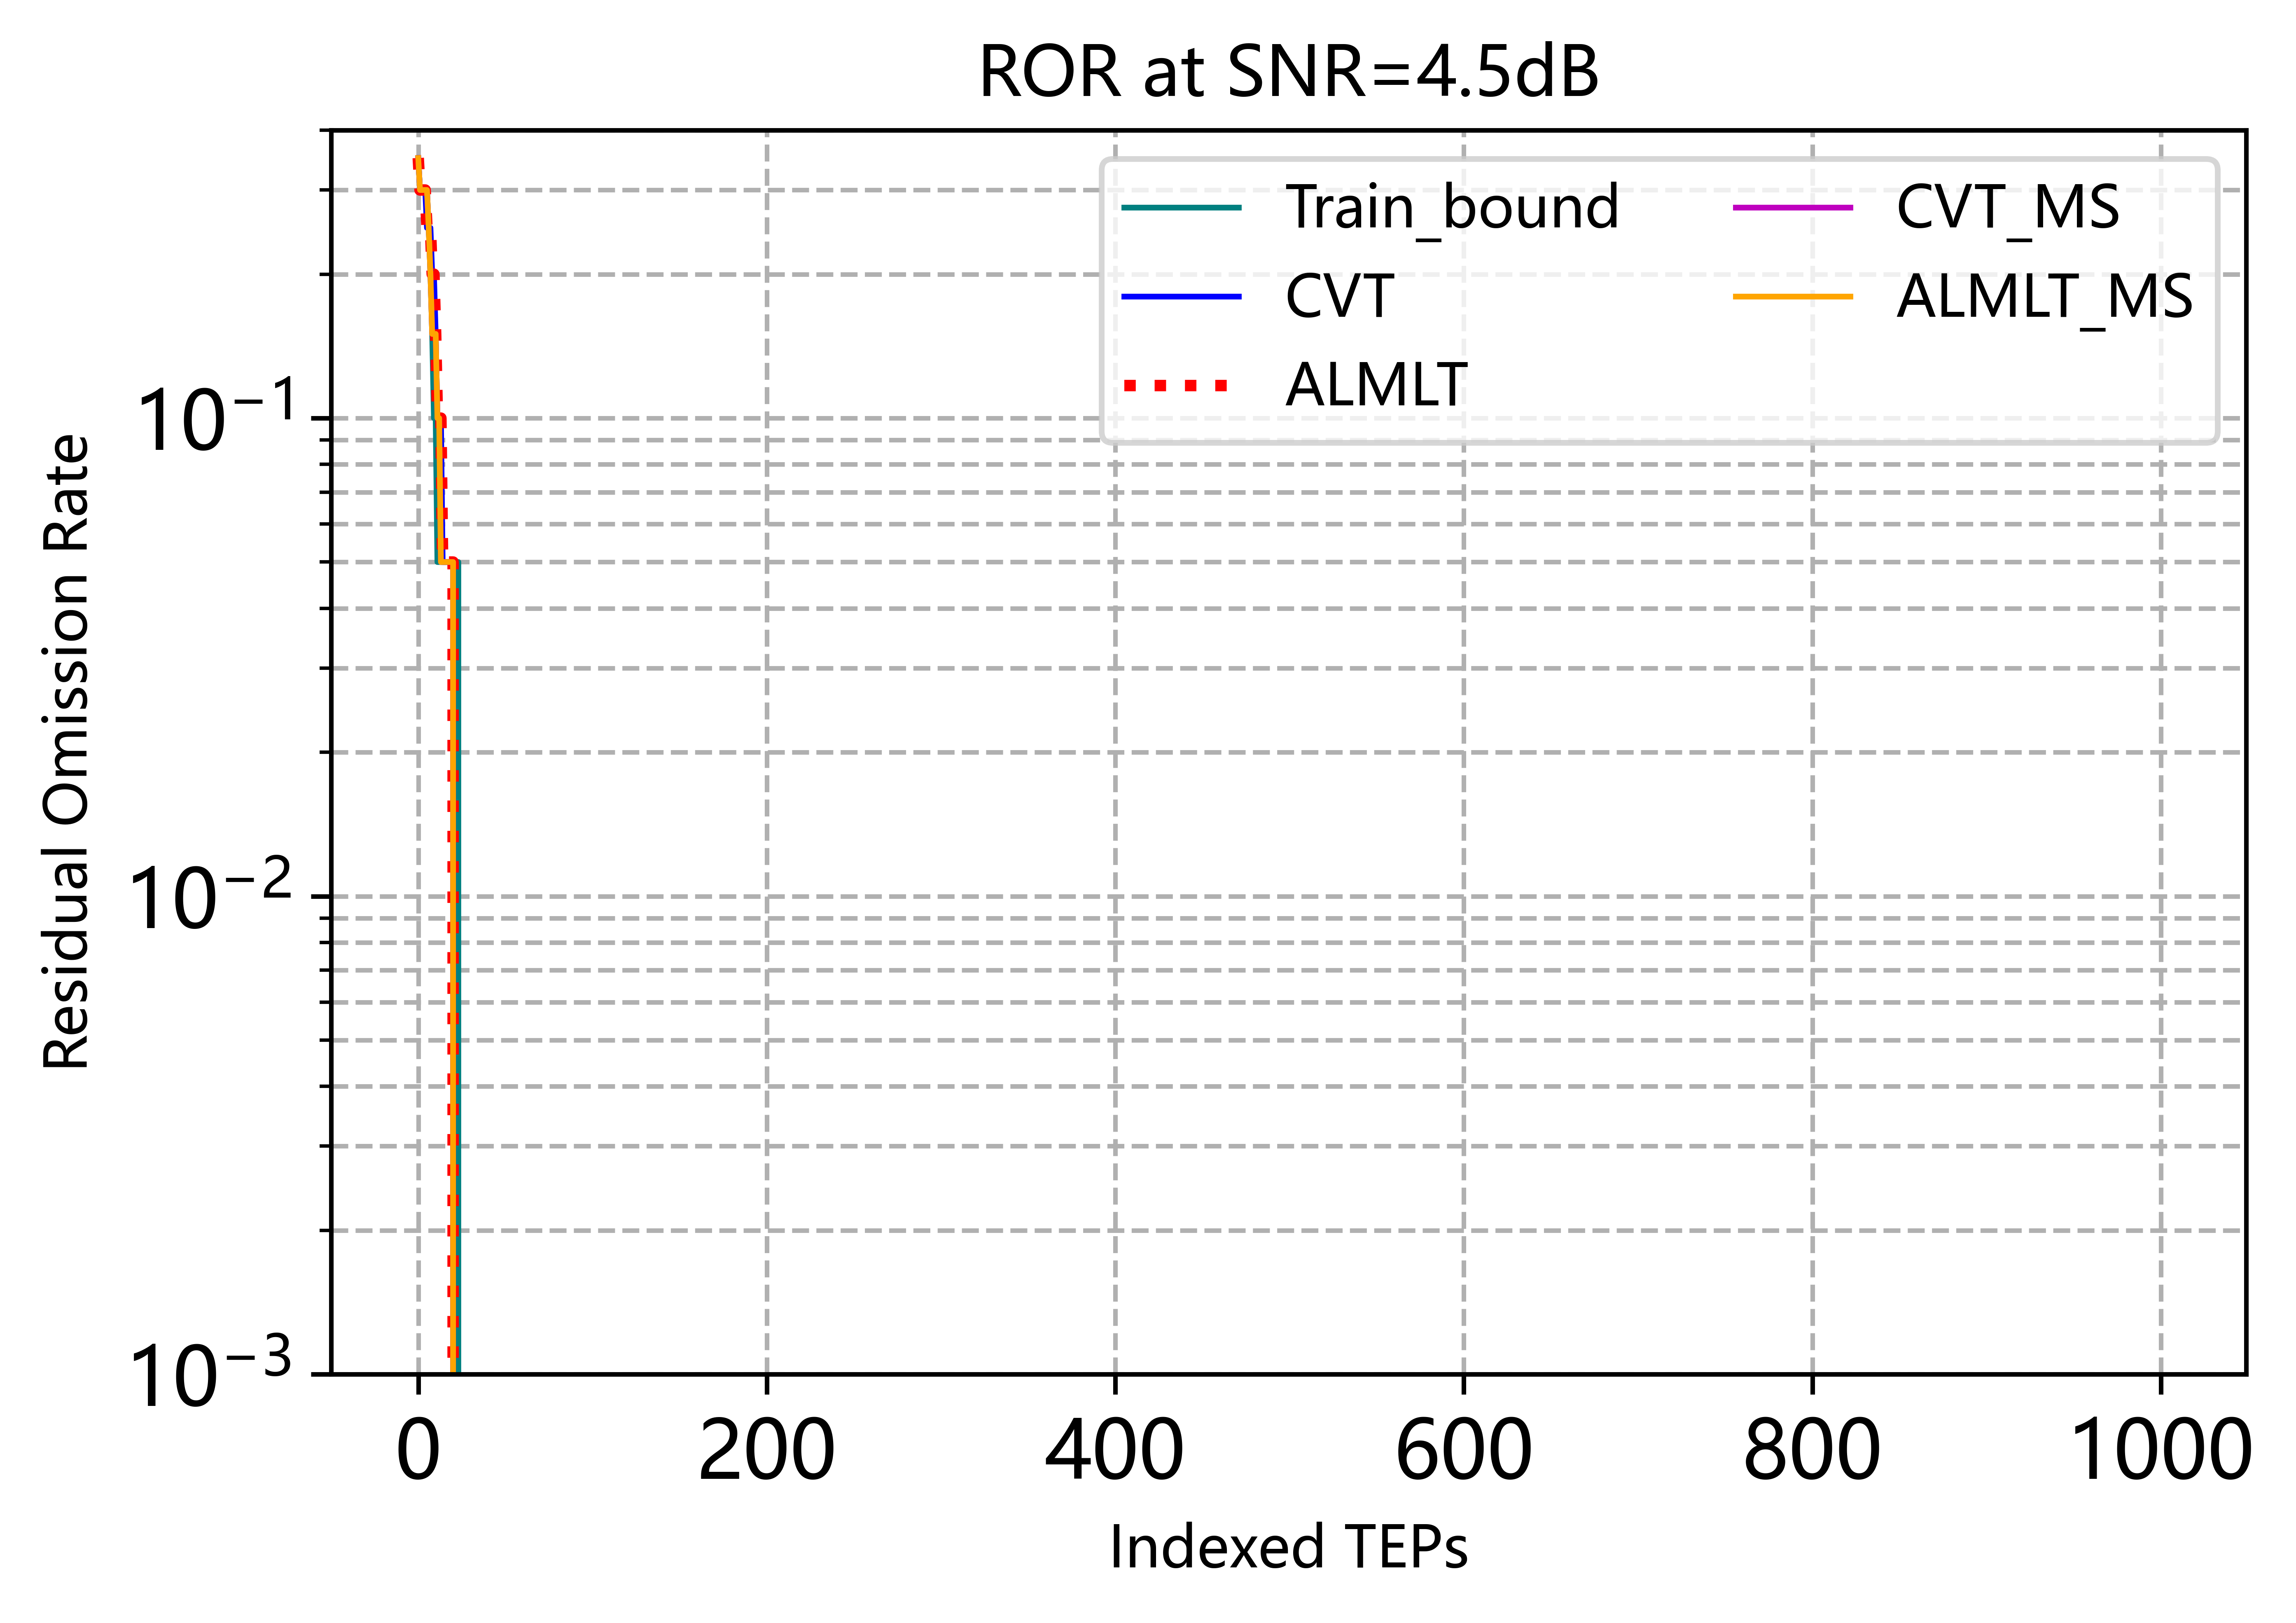 ROR at SNR=4.5dB
Train_bound
CVT
ALMLT
CVT_MS
ALMLT_MS
Residual Omission Rate
10⁻¹
10⁻²
10⁻³
0 200 400 600 800 1000
Indexed TEPs